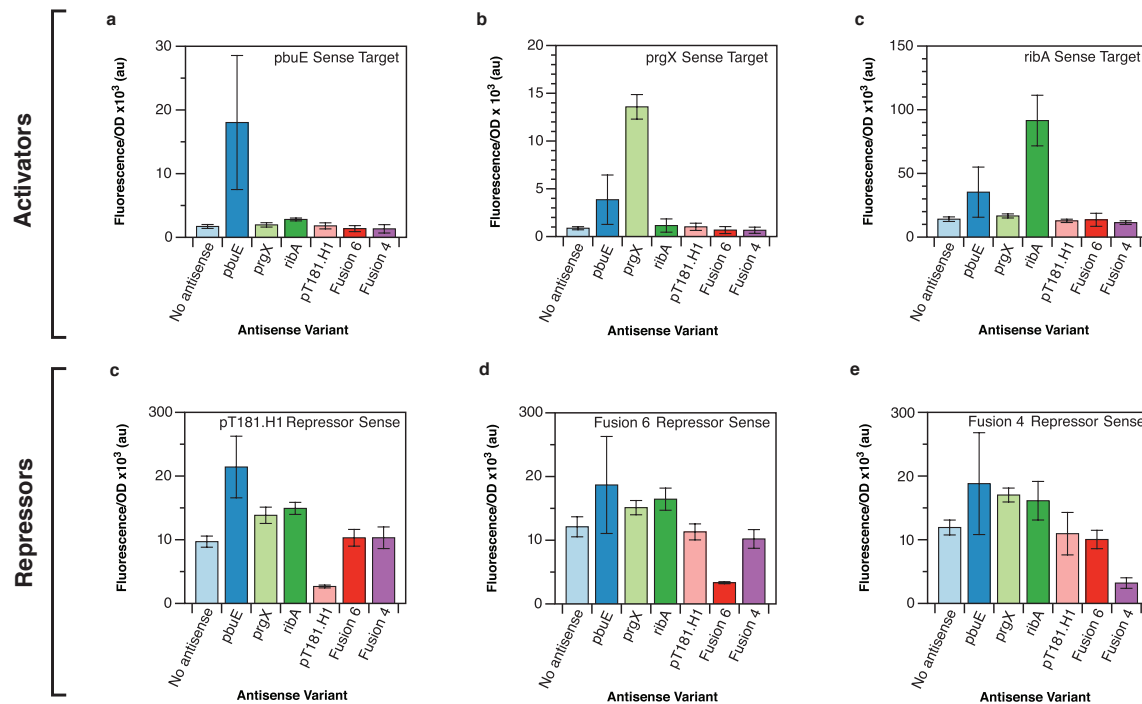 Activators
a
pbuE Sense Target
Fluorescence/OD x10³ (au)
30
20
10
0
No antisense
pbuE
prgX
ribA
pT181.H1
Fusion 6
Fusion 4
Antisense Variant
b
prgX Sense Target
Fluorescence/OD x10³ (au)
20
15
10
5
0
No antisense
pbuE
prgX
ribA
pT181.H1
Fusion 6
Fusion 4
Antisense Variant
c
ribA Sense Target
Fluorescence/OD x10³ (au)
150
100
50
0
No antisense
pbuE
prgX
ribA
pT181.H1
Fusion 6
Fusion 4
Antisense Variant
Repressors
c
pT181.H1 Repressor Sense
Fluorescence/OD x10³ (au)
300
20
10
0
No antisense
pbuE
prgX
ribA
pT181.H1
Fusion 6
Fusion 4
Antisense Variant
d
Fusion 6 Repressor Sense
Fluorescence/OD x10³ (au)
300
20
10
0
No antisense
pbuE
prgX
ribA
pT181.H1
Fusion 6
Fusion 4
Antisense Variant
e
Fusion 4 Repressor Sense
Fluorescence/OD x10³ (au)
300
20
10
0
No antisense
pbuE
prgX
ribA
pT181.H1
Fusion 6
Fusion 4
Antisense Variant